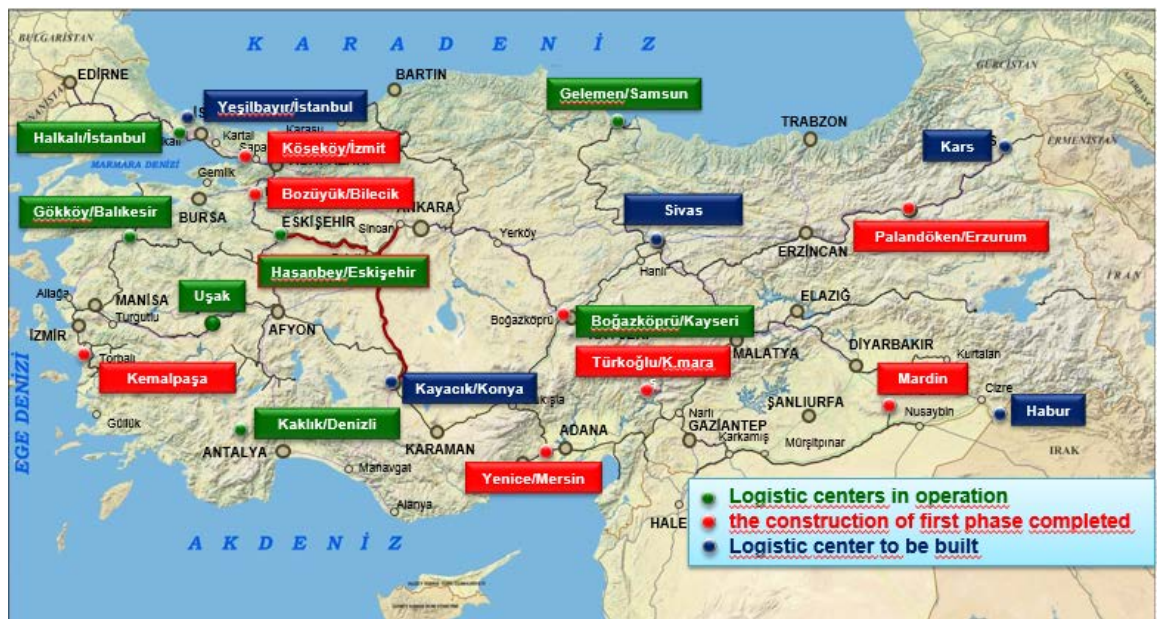 BULGARİSTAN
K A R A D E N İ Z
GÜRCİSTAN
EDİRNE
BARTIN
Yeşilbayır/İstanbul
Gelemen/Samsun
Halkalı/İstanbul
Kartal
Karasu
TRABZON
Kars
ERMENİSTAN
MARMARA DENİZİ
Köseköy/İzmit
Gemlik
Bozüyük/Bilecik
Gökköy/Balıkesir
BURSA
ESKİŞEHİR
Sincan
ANKARA
Yerköy
Sivas
Hanlı
ERZİNCAN
Palandöken/Erzurum
Hasanbey/Eskişehir
İRAN
Aliağa
MANİSA
Turgutlu
Uşak
AFYON
İZMİR
Torbalı
Boğazköprü
Boğazköprü/Kayseri
ELAZIĞ
MALATYA
DİYARBAKIR
Kurtalan
Kemalpaşa
Türkoğlu/K.mara
Mardin
Cizre
Kayacık/Konya
EGE DENİZİ
Güllük
Kaklık/Denizli
ANTALYA
Manavgat
Alanya
KARAMAN
ADANA
Yenice/Mersin
Narlı
GAZİANTEP
Karkamış
ŞANLIURFA
Mürşitpınar
Nusaybin
Habur
IRAK
HALE
A K D E N İ Z
Logistic centers in operation
the construction of first phase completed
Logistic center to be built